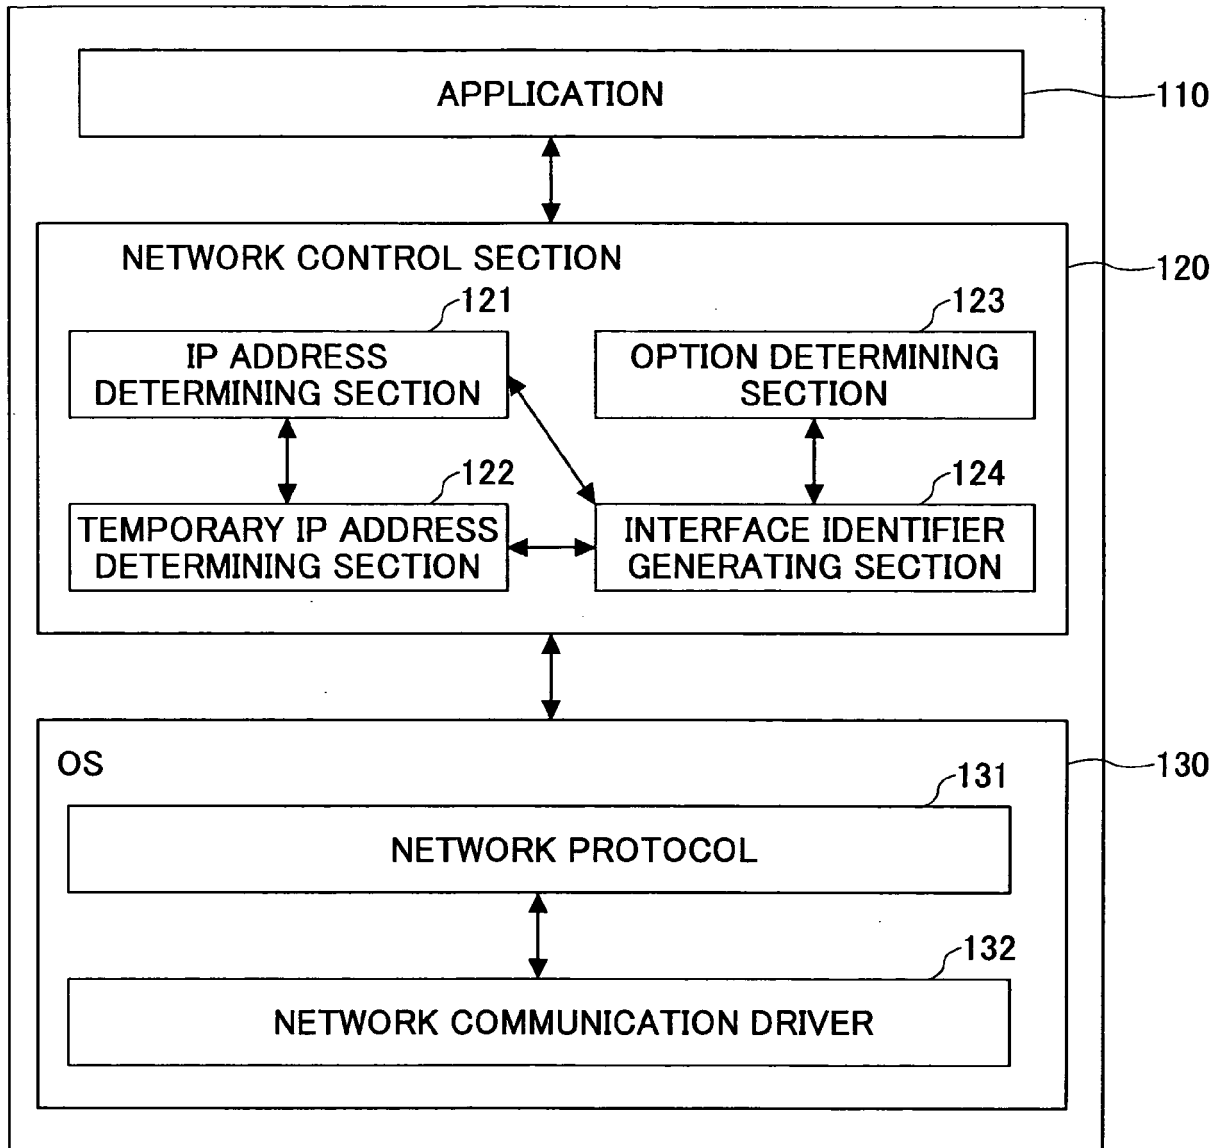 APPLICATION
110
NETWORK CONTROL SECTION
120
121
IP ADDRESS
DETERMINING SECTION
123
OPTION DETERMINING
SECTION
122
TEMPORARY IP ADDRESS
DETERMINING SECTION
124
INTERFACE IDENTIFIER
GENERATING SECTION
OS
130
131
NETWORK PROTOCOL
132
NETWORK COMMUNICATION DRIVER